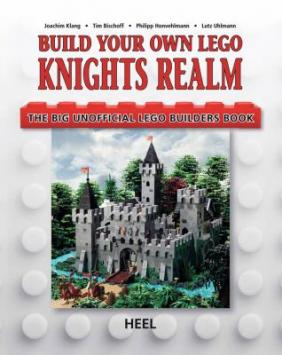 Joachim Klang • Tim Bischoff • Philipp Honvehlmann • Lutz Uhlmann
BUILD YOUR OWN LEGO
KNIGHTS REALM
THE BIG UNOFFICIAL LEGO BUILDERS BOOK
HEEL